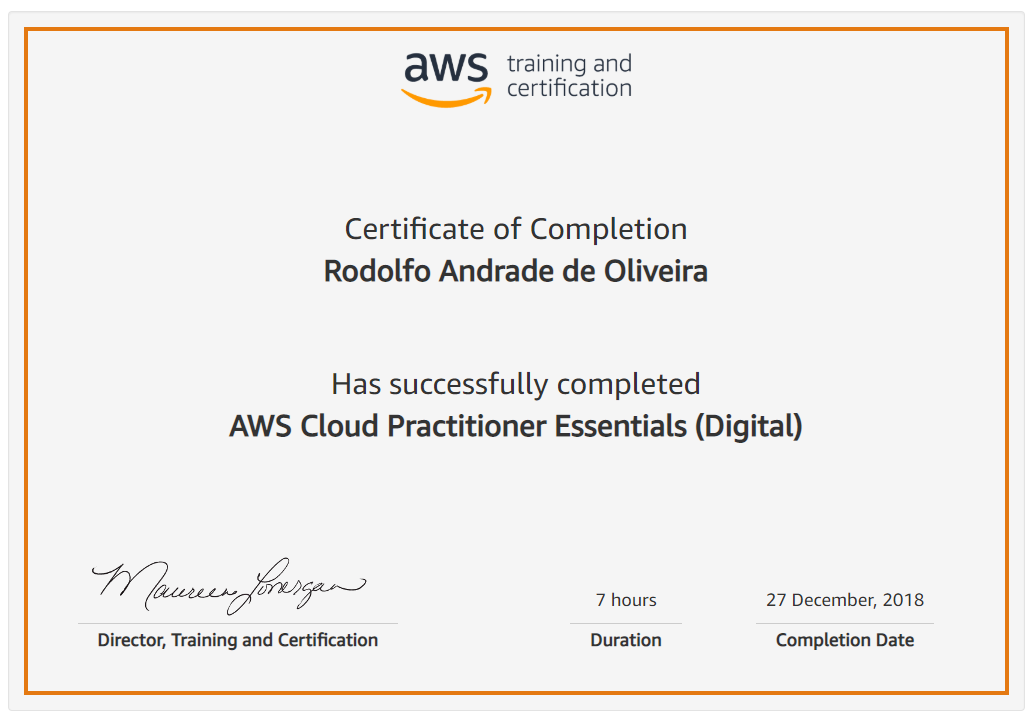 aws training and
certification
Certificate of Completion
Rodolfo Andrade de Oliveira
Has successfully completed
AWS Cloud Practitioner Essentials (Digital)
Maureen Lonergan
7 hours
27 December, 2018
Director, Training and Certification
Duration
Completion Date